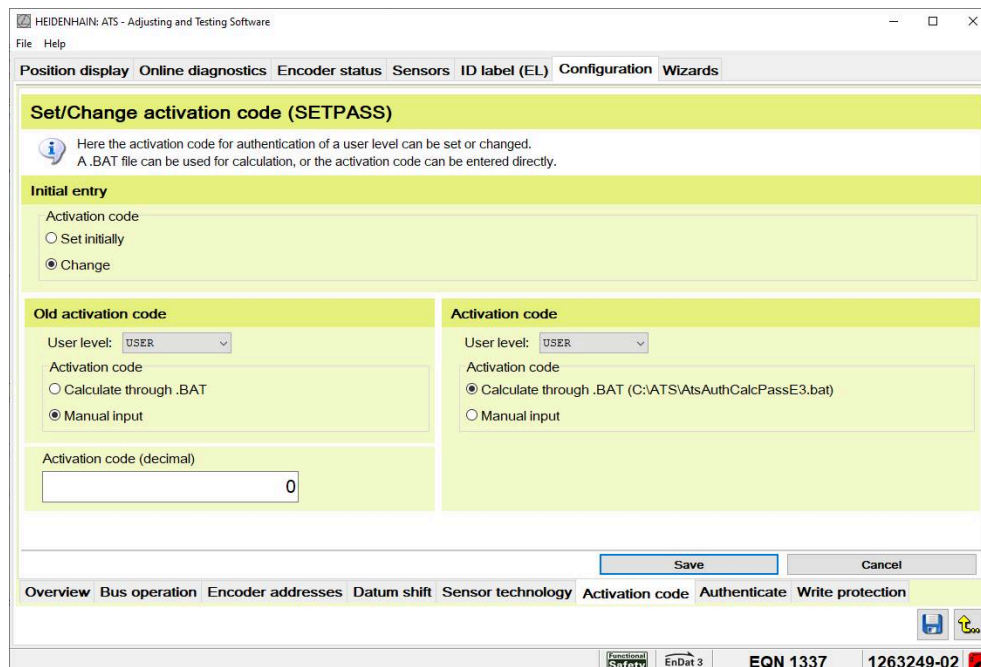 HEIDENHAIN: ATS - Adjusting and Testing Software
File Help
Position display Online diagnostics Encoder status Sensors ID label (EL) Configuration Wizards
Set/Change activation code (SETPASS)
Here the activation code for authentication of a user level can be set or changed.
A .BAT file can be used for calculation, or the activation code can be entered directly.
Initial entry
Activation code
Set initially
Change
Old activation code
User level: USER
Activation code
Calculate through .BAT
Manual input
Activation code (decimal)
0
Activation code
User level: USER
Activation code
Calculate through .BAT (C:\ATS\AtsAuthCalcPassE3.bat)
Manual input
Save Cancel
Overview Bus operation Encoder addresses Datum shift Sensor technology Activation code Authenticate Write protection
Functional Safety EnDat 3 EQN 1337 1263249-02